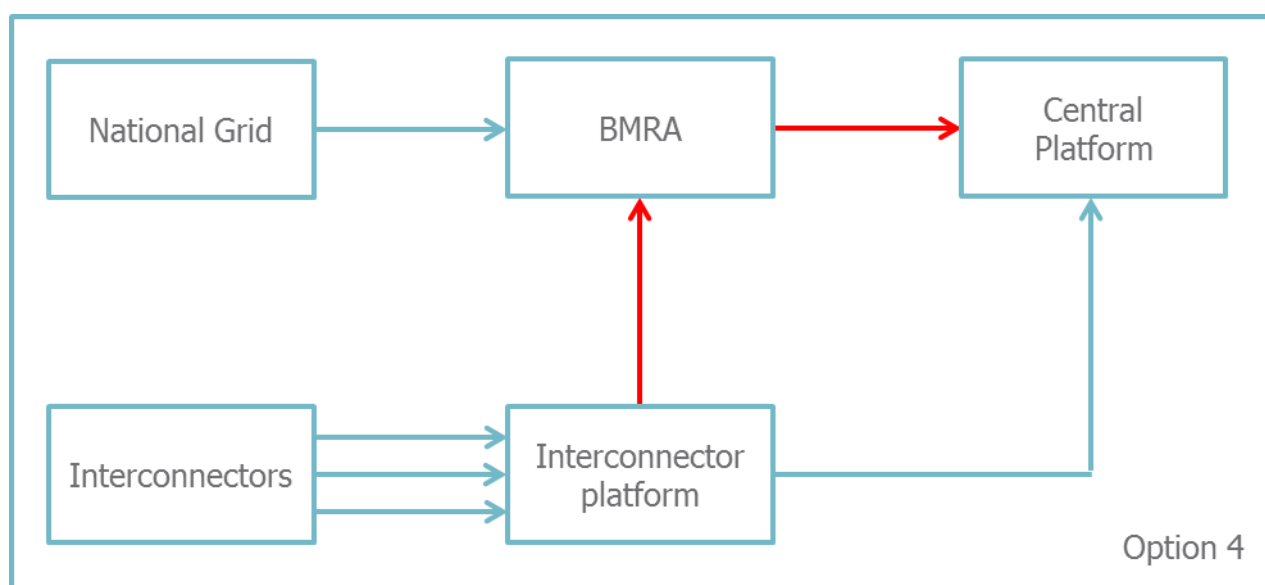 National Grid
BMRA
Central
Platform
Interconnectors
Interconnector
platform
Option 4